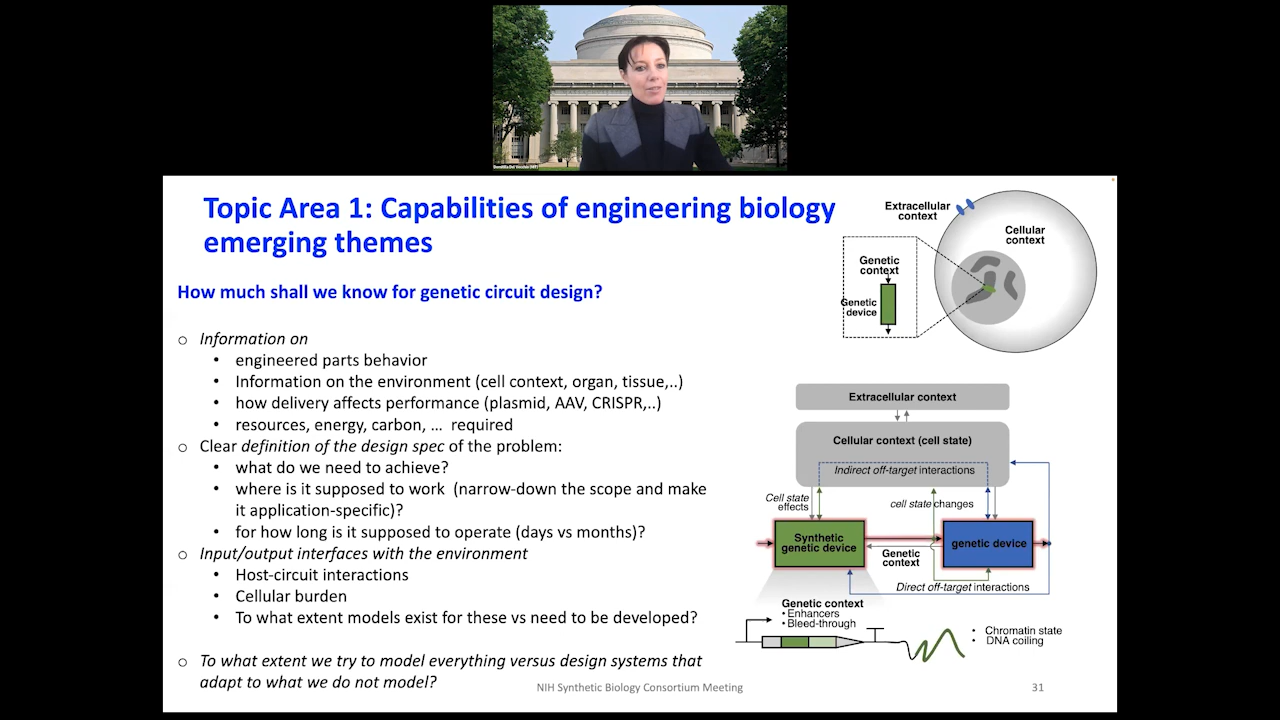 Domitilla Del Vecchio (MIT)
Topic Area 1: Capabilities of engineering biology
emerging themes
How much shall we know for genetic circuit design?
o Information on
• engineered parts behavior
• Information on the environment (cell context, organ, tissue,..)
• how delivery affects performance (plasmid, AAV, CRISPR,..)
• resources, energy, carbon, … required
o Clear definition of the design spec of the problem:
• what do we need to achieve?
• where is it supposed to work (narrow-down the scope and make
it application-specific)?
• for how long is it supposed to operate (days vs months)?
o Input/output interfaces with the environment
• Host-circuit interactions
• Cellular burden
• To what extent models exist for these vs need to be developed?
o To what extent we try to model everything versus design systems that
adapt to what we do not model?
Extracellular
context
Cellular
context
Genetic
context
Genetic
device
Extracellular context
Cellular context (cell state)
Indirect off-target interactions
Cell state
effects
cell state changes
Synthetic
genetic device
genetic device
Genetic
context
Direct off-target interactions
Genetic context
• Enhancers
• Bleed-through
• Chromatin state
• DNA coiling
NIH Synthetic Biology Consortium Meeting
31